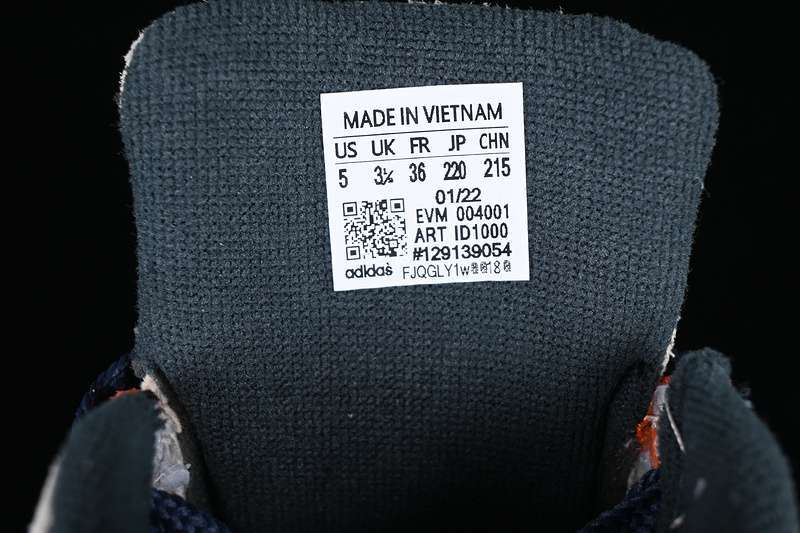 MADE IN VIETNAM
US UK FR JP CHN
5 3½ 36 220 215
01/22
EVM 004001
ART ID1000
#129139054
adidas